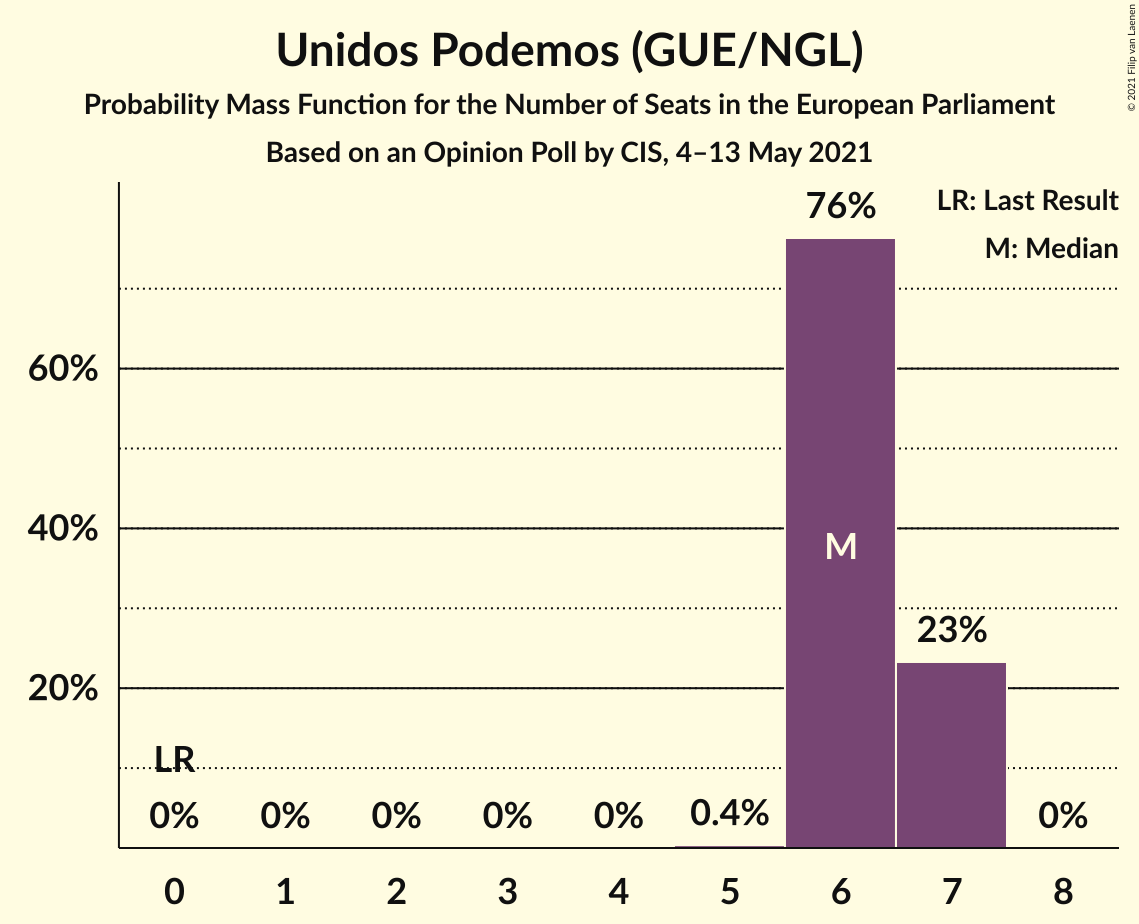 Unidos Podemos (GUE/NGL)
Probability Mass Function for the Number of Seats in the European Parliament
Based on an Opinion Poll by CIS, 4–13 May 2021
© 2021 Filip van Laenen
LR: Last Result
M: Median
76%
60%
40%
20%
M
23%
LR
0% 0% 0% 0% 0% 0.4% 0%
0 1 2 3 4 5 6 7 8